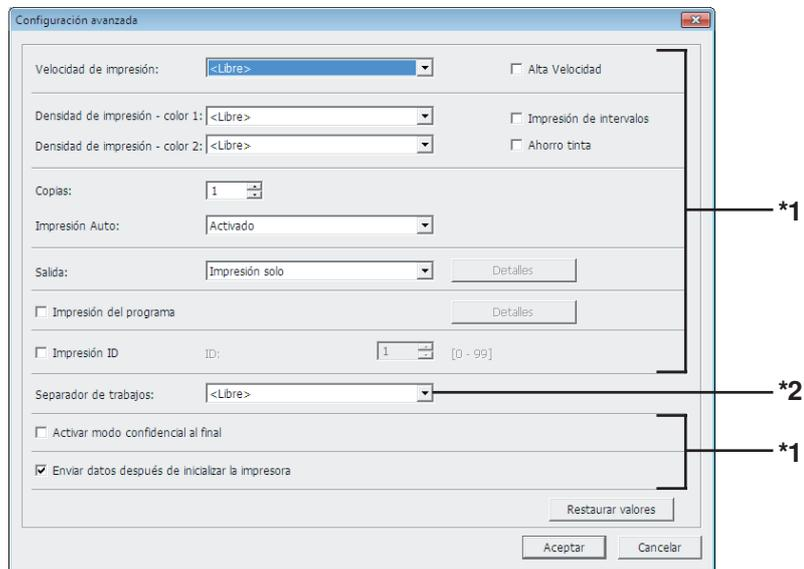 Configuración avanzada
Velocidad de impresión: <Libre> Alta Velocidad
Densidad de impresión - color 1: <Libre> Impresión de intervalos
Densidad de impresión - color 2: <Libre> Ahorro tinta
Copias: 1
Impresión Auto: Activado
*1
Salida: Impresión solo Detalles
Impresión del programa Detalles
Impresión ID ID: 1 [0 - 99]
Separador de trabajos: <Libre> *2
Activar modo confidencial al final
*1
Enviar datos después de inicializar la impresora
Restaurar valores
Aceptar Cancelar